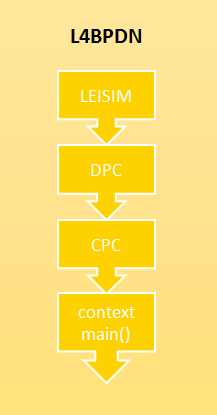 L4BPDN
LEISIM
DPC
CPC
context
main()